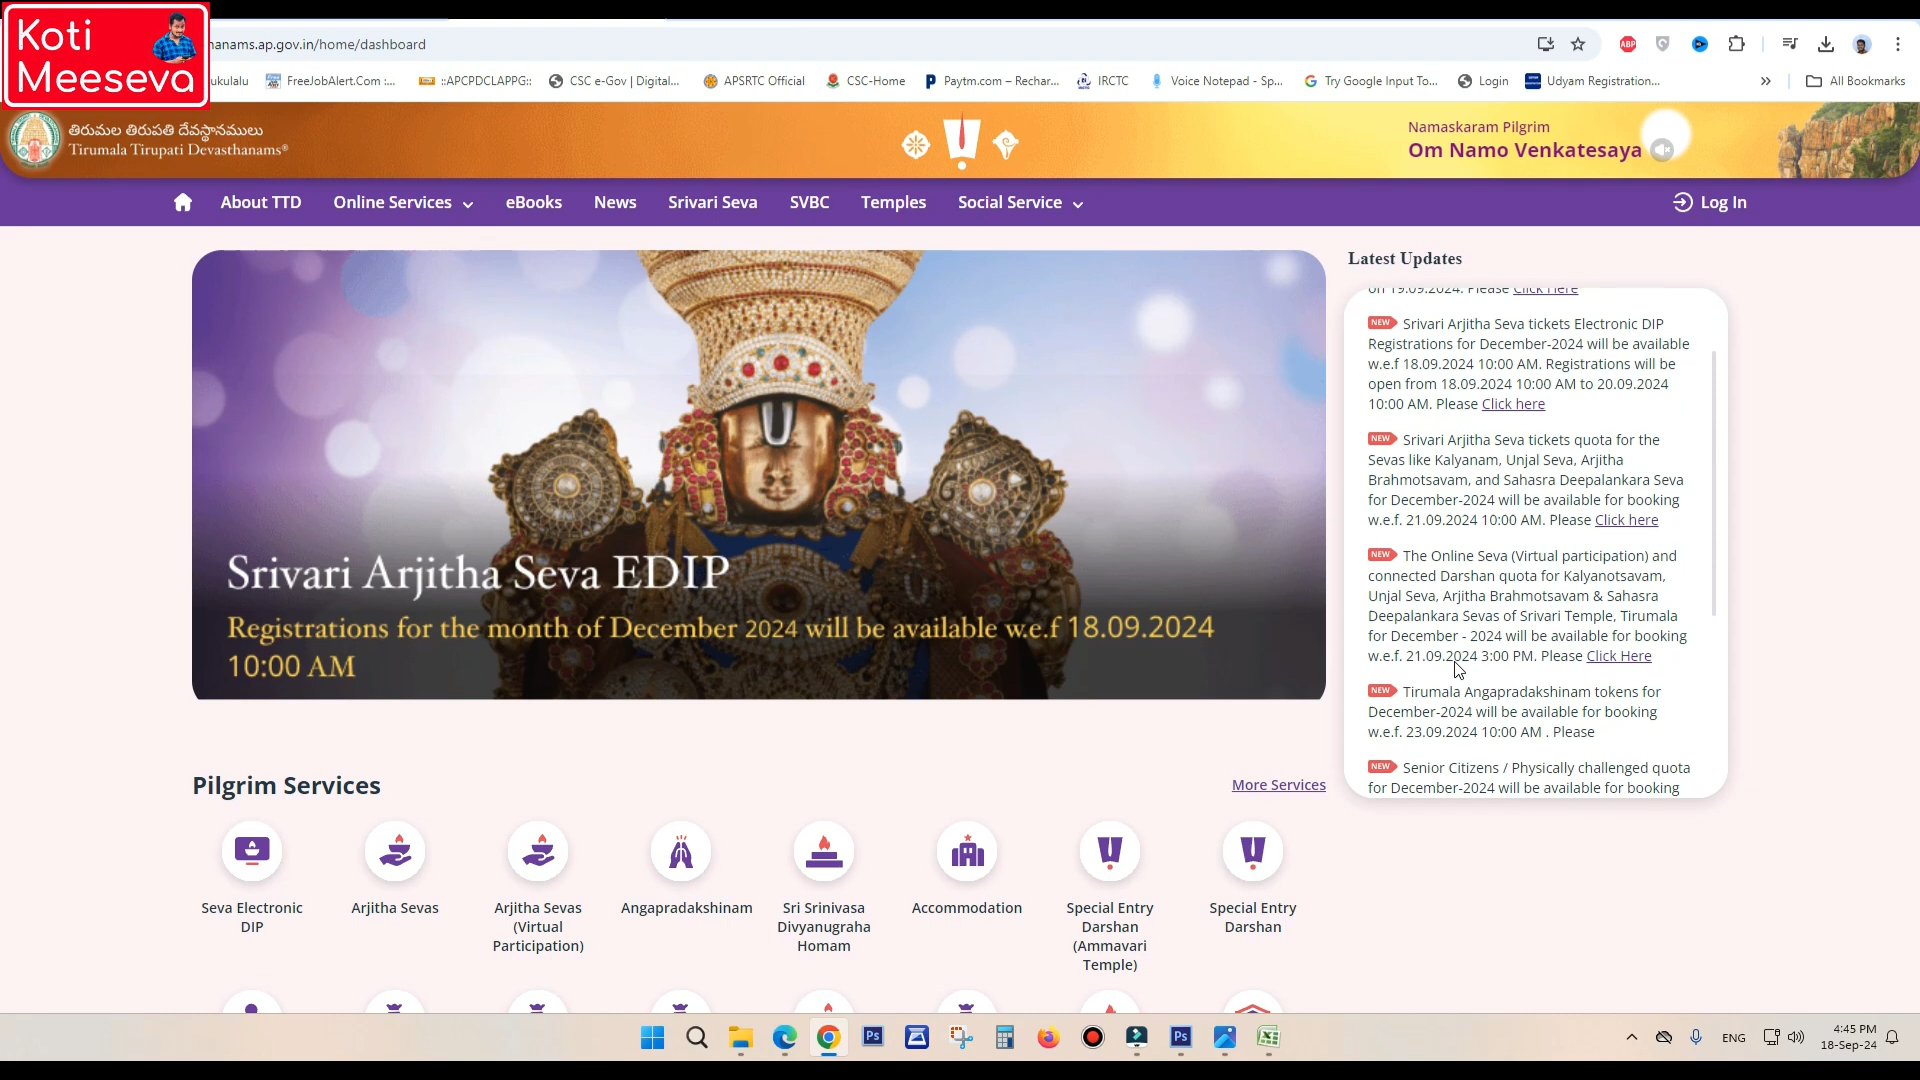 Koti
Meeseva
anams.ap.gov.in/home/dashboard
ABP
ukulalu
FreeJobAlert.Com :...
::APCPDCLAPPG::
CSC e-Gov | Digital...
APSRTC Official
CSC-Home
Paytm.com – Rechar...
IRCTC
Voice Notepad - Sp...
Try Google Input To...
Login
Udyam Registration...
All Bookmarks
తిరుమల తిరుపతి దేవస్థానములు
Tirumala Tirupati Devasthanams®
Namaskaram Pilgrim
Om Namo Venkatesaya
About TTD
Online Services
eBooks
News
Srivari Seva
SVBC
Temples
Social Service
Log In
Srivari Arjitha Seva EDIP
Registrations for the month of December 2024 will be available w.e.f 18.09.2024
10:00 AM
Latest Updates
on 19.09.2024. Please Click Here
NEW Srivari Arjitha Seva tickets Electronic DIP
Registrations for December-2024 will be available
w.e.f 18.09.2024 10:00 AM. Registrations will be
open from 18.09.2024 10:00 AM to 20.09.2024
10:00 AM. Please Click here
NEW Srivari Arjitha Seva tickets quota for the
Sevas like Kalyanam, Unjal Seva, Arjitha
Brahmotsavam, and Sahasra Deepalankara Seva
for December-2024 will be available for booking
w.e.f. 21.09.2024 10:00 AM. Please Click here
NEW The Online Seva (Virtual participation) and
connected Darshan quota for Kalyanotsavam,
Unjal Seva, Arjitha Brahmotsavam & Sahasra
Deepalankara Sevas of Srivari Temple, Tirumala
for December - 2024 will be available for booking
w.e.f. 21.09.2024 3:00 PM. Please Click Here
NEW Tirumala Angapradakshinam tokens for
December-2024 will be available for booking
w.e.f. 23.09.2024 10:00 AM . Please
NEW Senior Citizens / Physically challenged quota
for December-2024 will be available for booking
Pilgrim Services
More Services
Seva Electronic
DIP
Arjitha Sevas
Arjitha Sevas
(Virtual
Participation)
Angapradakshinam
Sri Srinivasa
Divyanugraha
Homam
Accommodation
Special Entry
Darshan
(Ammavari
Temple)
Special Entry
Darshan
Ps
Ps
ENG
4:45 PM
18-Sep-24